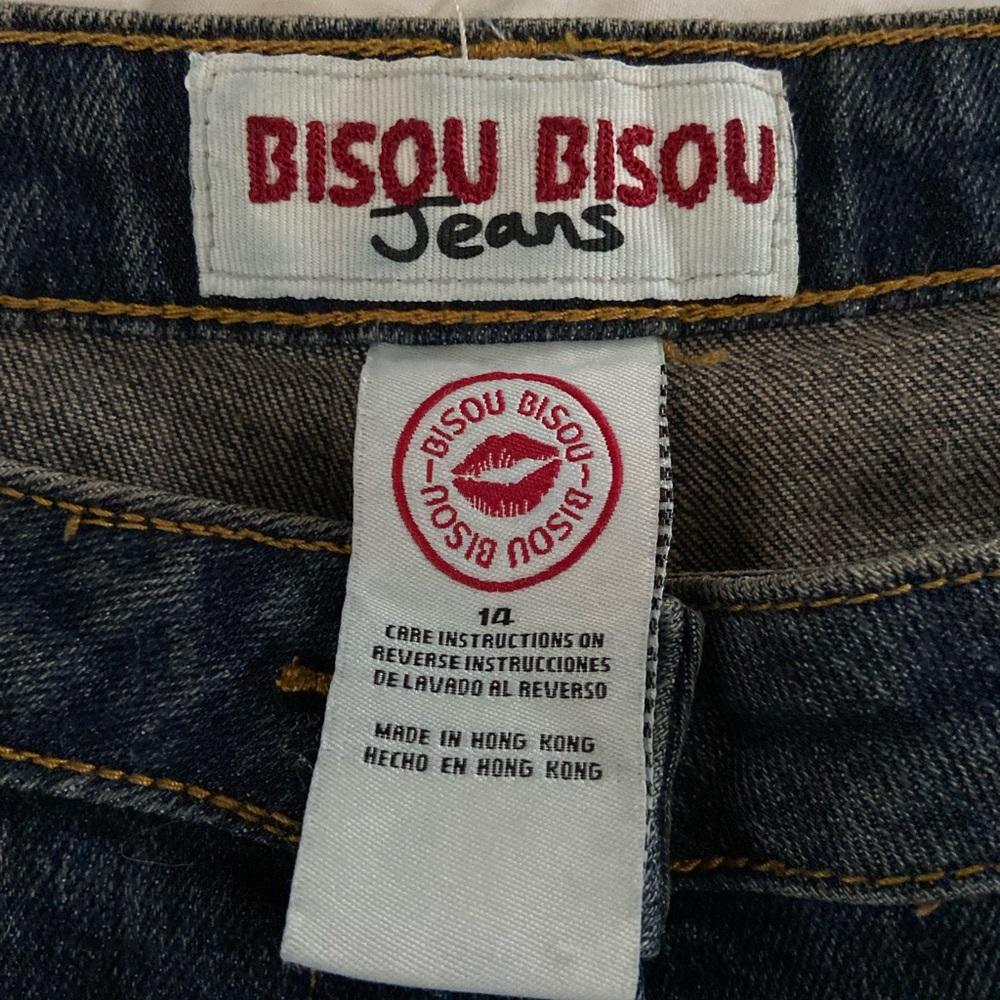 BISOU BISOU
Jeans
BISOU BISOU
BISOU BISOU
14
CARE INSTRUCTIONS ON
REVERSE INSTRUCCIONES
DE LAVADO AL REVERSO
MADE IN HONG KONG
HECHO EN HONG KONG